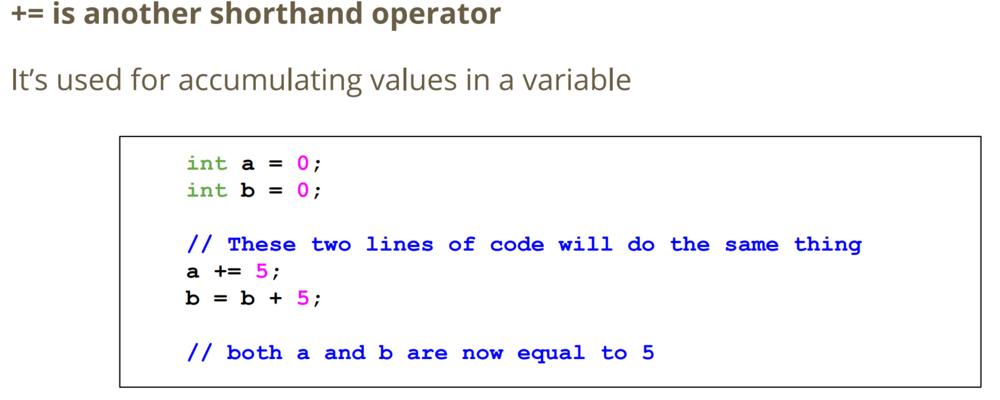 += is another shorthand operator
It’s used for accumulating values in a variable
int a = 0;
int b = 0;
// These two lines of code will do the same thing
a += 5;
b = b + 5;
// both a and b are now equal to 5